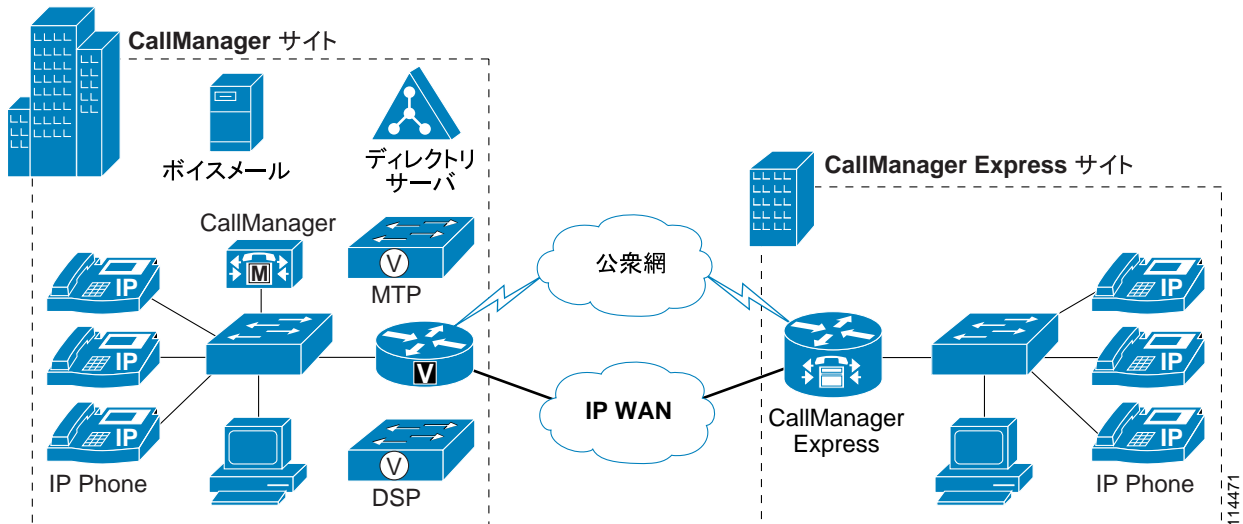 CallManager サイト
ボイスメール
ディレクトリ
サーバ
CallManager Express サイト
CallManager
M
V
MTP
公衆網
IP
IP
IP
IP
IP
IP
V
IP WAN
CallManager
Express
V
DSP
IP Phone
IP Phone
114471